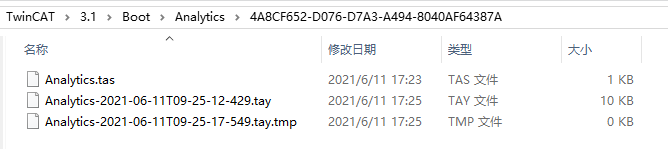 TwinCAT > 3.1 > Boot > Analytics > 4A8CF652-D076-D7A3-A494-8040AF64387A
名称 修改日期 类型 大小
Analytics.tas 2021/6/11 17:23 TAS 文件 1 KB
Analytics-2021-06-11T09-25-12-429.tay 2021/6/11 17:25 TAY 文件 10 KB
Analytics-2021-06-11T09-25-17-549.tay.tmp 2021/6/11 17:25 TMP 文件 0 KB